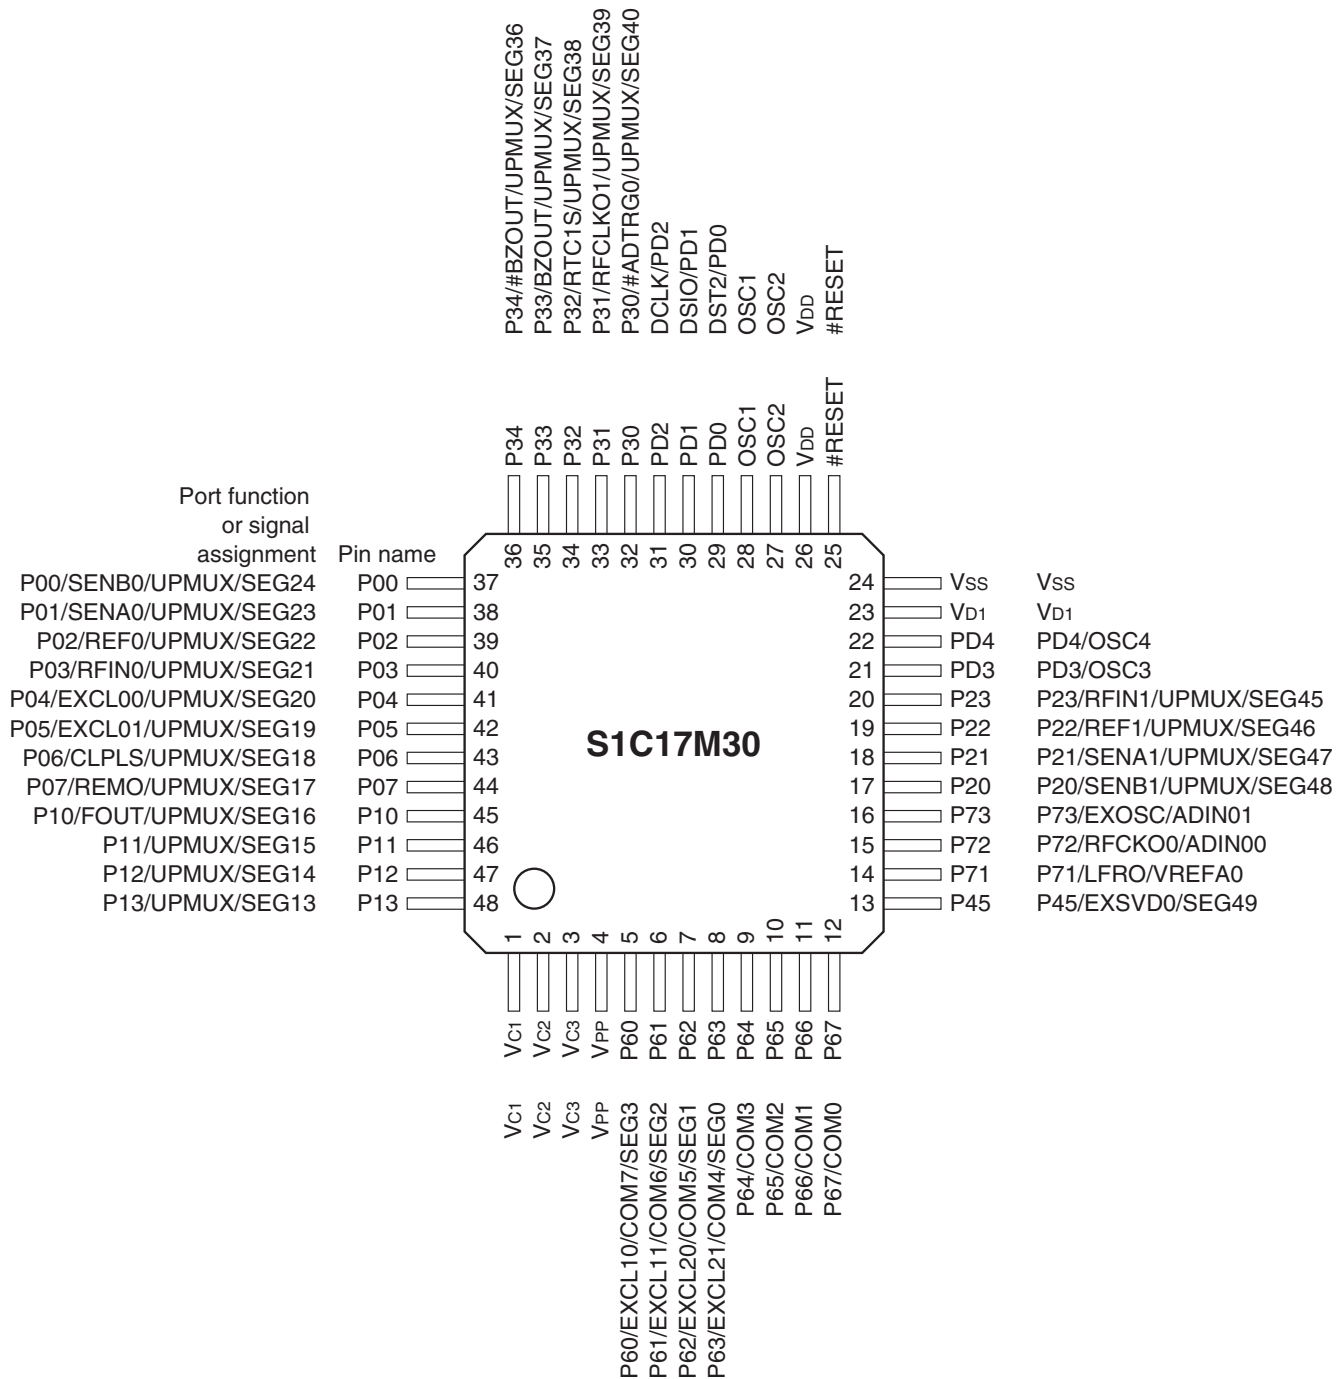 P34/#BZOUT/UPMUX/SEG36
P33/BZOUT/UPMUX/SEG37
P32/RTC1S/UPMUX/SEG38
P31/RFCLKO1/UPMUX/SEG39
P30/#ADTRG0/UPMUX/SEG40
DCLK/PD2
DSIO/PD1
DST2/PD0
OSC1
OSC2
VDD
#RESET
P34
P33
P32
P31
P30
PD2
PD1
PD0
OSC1
OSC2
VDD
#RESET
36
35
34
33
32
31
30
29
28
27
26
25
Port function
or signal
assignment
Pin name
P00/SENB0/UPMUX/SEG24 P00 37
P01/SENA0/UPMUX/SEG23 P01 38
P02/REF0/UPMUX/SEG22 P02 39
P03/RFIN0/UPMUX/SEG21 P03 40
P04/EXCL00/UPMUX/SEG20 P04 41
P05/EXCL01/UPMUX/SEG19 P05 42
P06/CLPLS/UPMUX/SEG18 P06 43
P07/REMO/UPMUX/SEG17 P07 44
P10/FOUT/UPMUX/SEG16 P10 45
P11/UPMUX/SEG15 P11 46
P12/UPMUX/SEG14 P12 47
P13/UPMUX/SEG13 P13 48
S1C17M30
24 VSS VSS
23 VD1 VD1
22 PD4 PD4/OSC4
21 PD3 PD3/OSC3
20 P23 P23/RFIN1/UPMUX/SEG45
19 P22 P22/REF1/UPMUX/SEG46
18 P21 P21/SENA1/UPMUX/SEG47
17 P20 P20/SENB1/UPMUX/SEG48
16 P73 P73/EXOSC/ADIN01
15 P72 P72/RFCKO0/ADIN00
14 P71 P71/LFRO/VREFA0
13 P45 P45/EXSVD0/SEG49
1
2
3
4
5
6
7
8
9
10
11
12
VC1
VC2
VC3
VPP
P60
P61
P62
P63
P64
P65
P66
P67
VC1
VC2
VC3
VPP
P60/EXCL10/COM7/SEG3
P61/EXCL11/COM6/SEG2
P62/EXCL20/COM5/SEG1
P63/EXCL21/COM4/SEG0
P64/COM3
P65/COM2
P66/COM1
P67/COM0